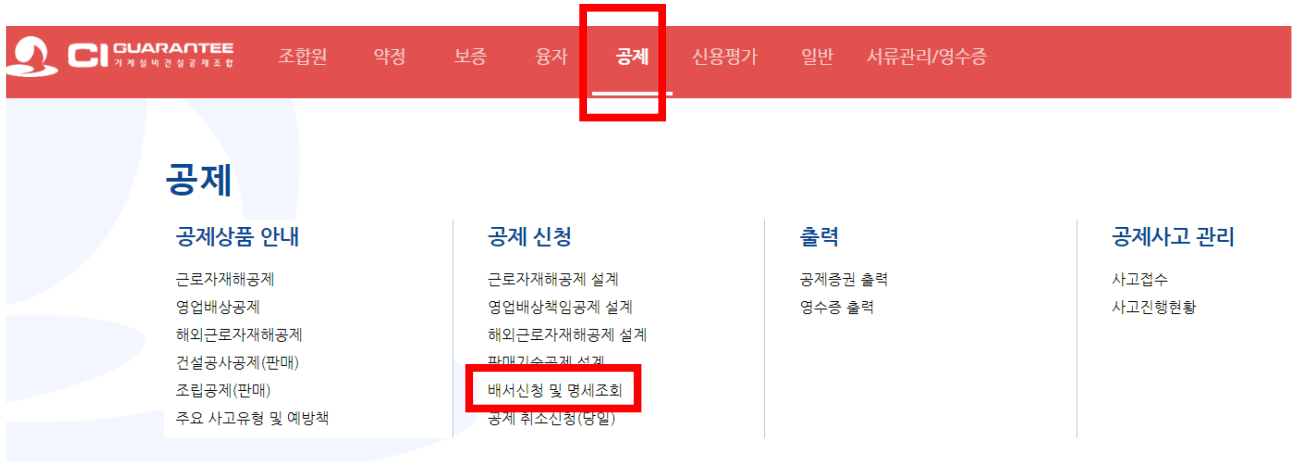 CI GUARANTEE
기계설비건설공제조합
조합원 약정 보증 융자 공제 신용평가 일반 서류관리/영수증
공제
공제상품 안내
근로자재해공제
영업배상공제
해외근로자재해공제
건설공사공제(판매)
조립공제(판매)
주요 사고유형 및 예방책
공제 신청
근로자재해공제 설계
영업배상책임공제 설계
해외근로자재해공제 설계
판매기술공제 설계
배서신청 및 명세조회
공제 취소신청(당일)
출력
공제증권 출력
영수증 출력
공제사고 관리
사고접수
사고진행현황